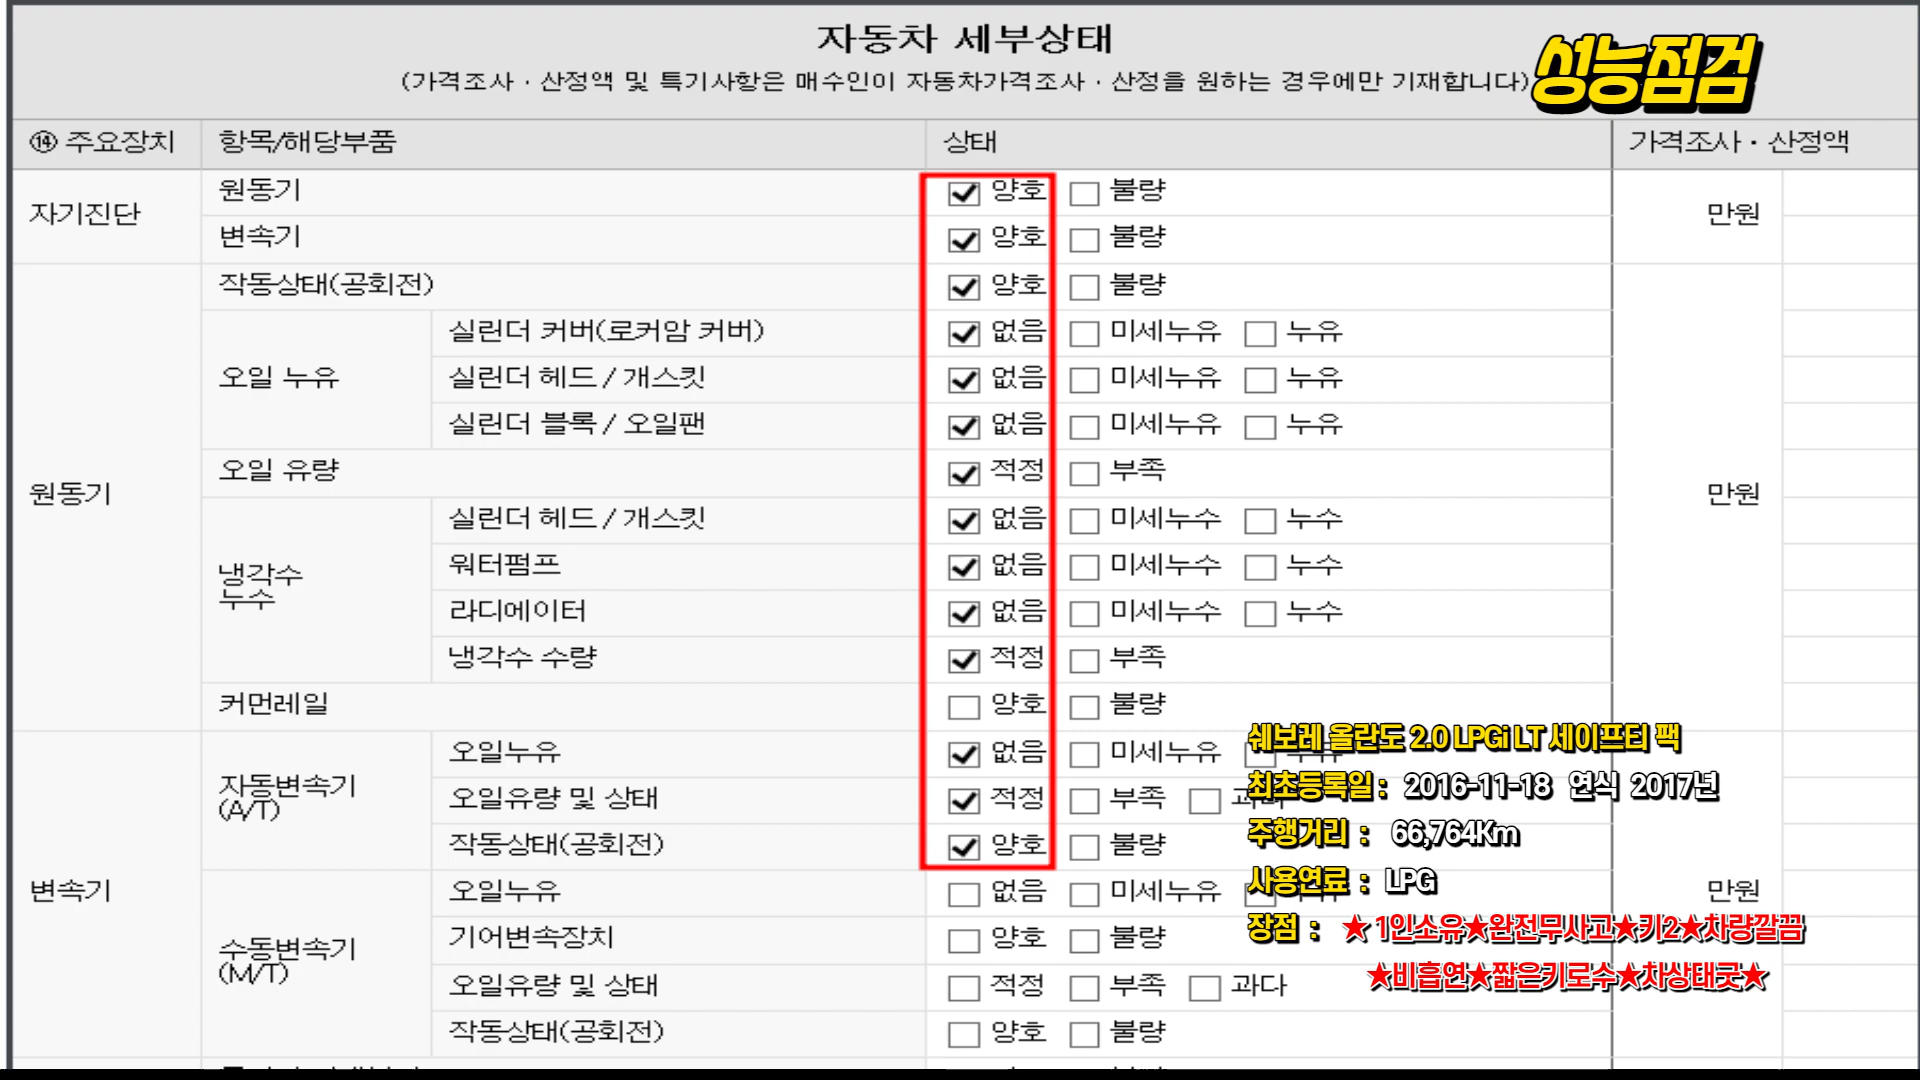 자동차 세부상태
(가격조사 · 산정액 및 특기사항은 매수인이 자동차가격조사 · 산정을 원하는 경우에만 기재합니다)
성능점검
⑭ 주요장치 항목/해당부품 상태 가격조사 · 산정액
자기진단 원동기 양호 불량 만원
변속기 양호 불량
원동기 작동상태(공회전) 양호 불량 만원
오일 누유 실린더 커버(로커암 커버) 없음 미세누유 누유
실린더 헤드 / 개스킷 없음 미세누유 누유
실린더 블록 / 오일팬 없음 미세누유 누유
오일 유량 적정 부족
냉각수 누수 실린더 헤드 / 개스킷 없음 미세누수 누수
워터펌프 없음 미세누수 누수
라디에이터 없음 미세누수 누수
냉각수 수량 적정 부족
커먼레일 양호 불량
변속기 자동변속기 (A/T) 오일누유 없음 미세누유
오일유량 및 상태 적정 부족
작동상태(공회전) 양호 불량
수동변속기 (M/T) 오일누유 없음 미세누유 만원
기어변속장치 양호 불량
오일유량 및 상태 적정 부족 과다
작동상태(공회전) 양호 불량
쉐보레 올란도 2.0 LPGi LT 세이프티 팩
최초등록일 : 2016-11-18 연식 2017년
주행거리 : 66,764Km
사용연료 : LPG
장점 : ★1인소유★완전무사고★키2★차량깔끔
★비흡연★짧은키로수★차상태굿★